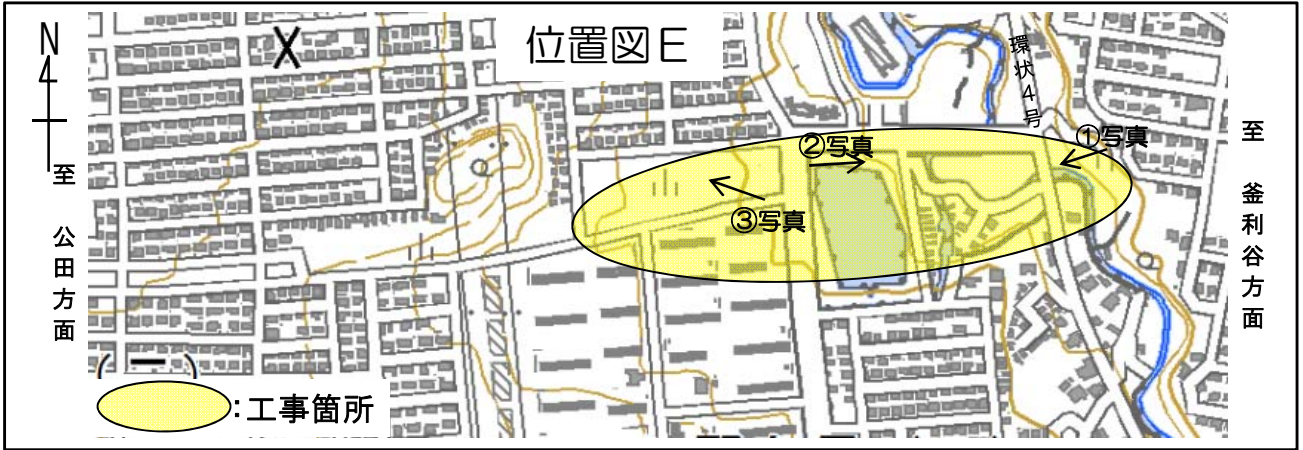 N
位置図E
環状4号
至 公田方面
至 釜利谷方面
①写真
②写真
③写真
:工事箇所